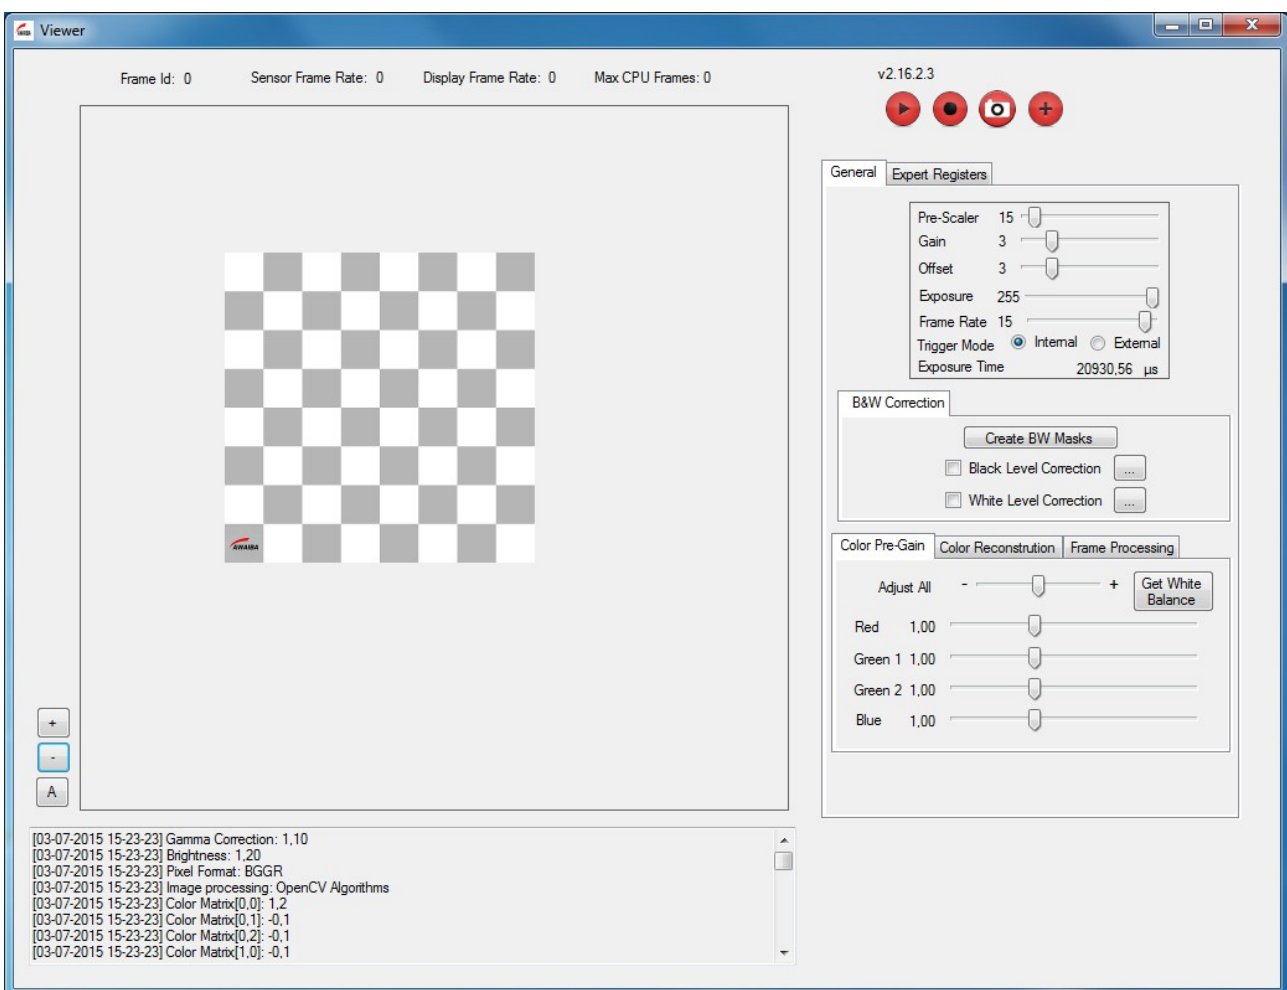 Viewer
Frame Id: 0 Sensor Frame Rate: 0 Display Frame Rate: 0 Max CPU Frames: 0
v2.16.2.3
General Expert Registers
Pre-Scaler 15
Gain 3
Offset 3
Exposure 255
Frame Rate 15
Trigger Mode Internal External
Exposure Time 20930,56 µs
B&W Correction
Create BW Masks
Black Level Correction ...
White Level Correction ...
AWAIBA
Color Pre-Gain Color Reconstrution Frame Processing
Adjust All - + Get White Balance
Red 1,00
Green 1 1,00
Green 2 1,00
Blue 1,00
+
-
A
[03-07-2015 15-23-23] Gamma Correction: 1,10
[03-07-2015 15-23-23] Brightness: 1,20
[03-07-2015 15-23-23] Pixel Format: BGGR
[03-07-2015 15-23-23] Image processing: OpenCV Algorithms
[03-07-2015 15-23-23] Color Matrix[0,0]: 1,2
[03-07-2015 15-23-23] Color Matrix[0,1]: -0,1
[03-07-2015 15-23-23] Color Matrix[0,2]: -0,1
[03-07-2015 15-23-23] Color Matrix[1,0]: -0,1